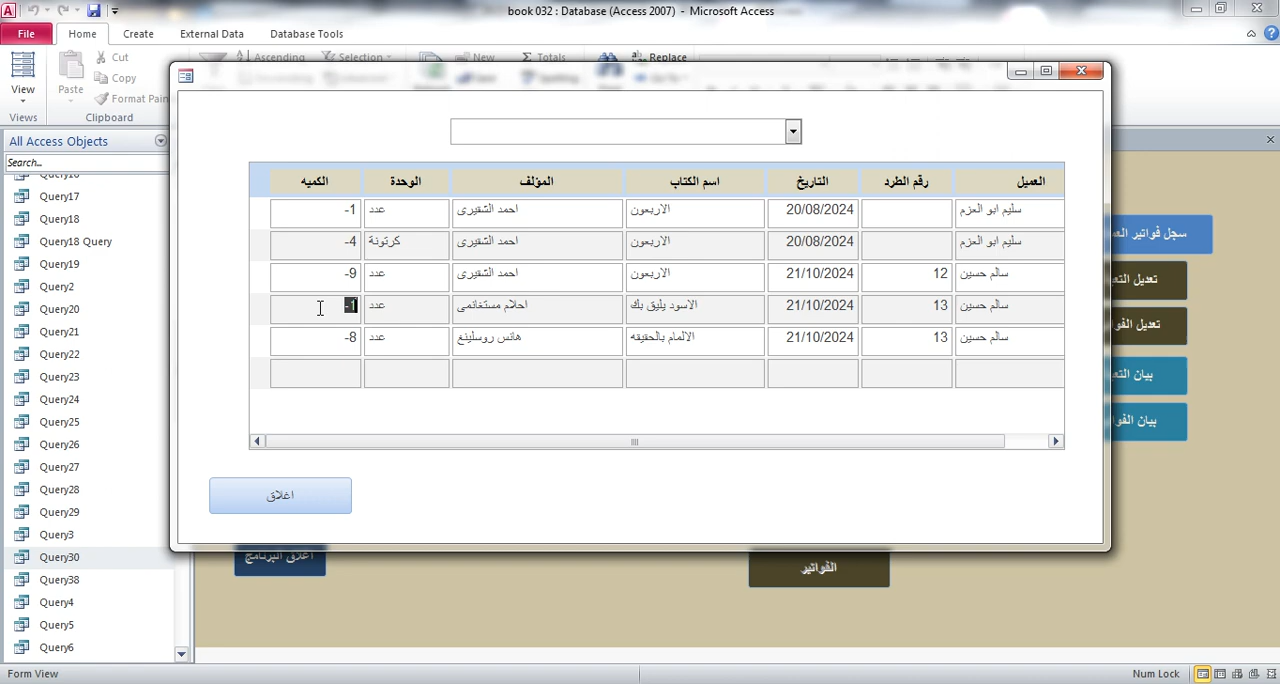 book 032 : Database (Access 2007) - Microsoft Access
File Home Create External Data Database Tools
View
Views
Paste
Cut
Copy
Format Pain
Clipboard
Ascending
Selection
New
Totals
Replace
All Access Objects
Search...
Query17
Query18
Query18 Query
Query19
Query2
Query20
Query21
Query22
Query23
Query24
Query25
Query26
Query27
Query28
Query29
Query3
Query30
Query38
Query4
Query5
Query6
العميل رقم الطرد التاريخ اسم الكتاب المؤلف الوحدة الكميه
سليم ابو العزم 20/08/2024 الاربعون احمد الشقيرى عدد -1
سليم ابو العزم 20/08/2024 الاربعون احمد الشقيرى كرتونة -4
سالم حسين 12 21/10/2024 الاربعون احمد الشقيرى عدد -9
سالم حسين 13 21/10/2024 الاسود يليق بك احلام مستغانمى عدد -1
سالم حسين 13 21/10/2024 الالمام بالحقيقه هانس روسلينغ عدد -8
اغلاق
سجل فواتير العم
تعديل التع
تعديل الفو
بيان التع
بيان الفوا
اغلاق البرنامج
الفواتير
Form View
Num Lock